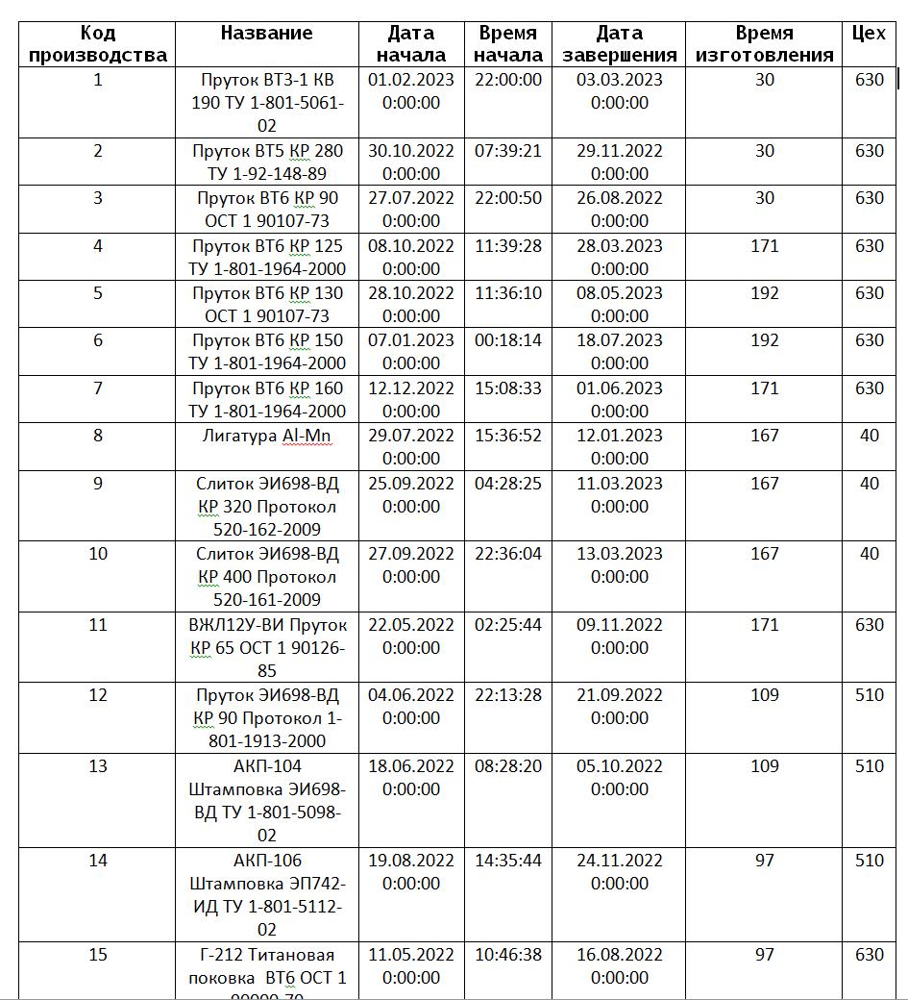 Код производства Название Дата начала Время начала Дата завершения Время изготовления Цех
1 Пруток ВТ3-1 КВ 01.02.2023 22:00:00 03.03.2023 30 630
190 ТУ 1-801-5061- 0:00:00 0:00:00
02
2 Пруток ВТ5 КР 280 30.10.2022 07:39:21 29.11.2022 30 630
ТУ 1-92-148-89 0:00:00 0:00:00
3 Пруток ВТ6 КР 90 27.07.2022 22:00:50 26.08.2022 30 630
ОСТ 1 90107-73 0:00:00 0:00:00
4 Пруток ВТ6 КР 125 08.10.2022 11:39:28 28.03.2023 171 630
ТУ 1-801-1964-2000 0:00:00 0:00:00
5 Пруток ВТ6 КР 130 28.10.2022 11:36:10 08.05.2023 192 630
ОСТ 1 90107-73 0:00:00 0:00:00
6 Пруток ВТ6 КР 150 07.01.2023 00:18:14 18.07.2023 192 630
ТУ 1-801-1964-2000 0:00:00 0:00:00
7 Пруток ВТ6 КР 160 12.12.2022 15:08:33 01.06.2023 171 630
ТУ 1-801-1964-2000 0:00:00 0:00:00
8 Лигатура Al-Mn 29.07.2022 15:36:52 12.01.2023 167 40
0:00:00 0:00:00
9 Слиток ЭИ698-ВД 25.09.2022 04:28:25 11.03.2023 167 40
КР 320 Протокол 0:00:00 0:00:00
520-162-2009
10 Слиток ЭИ698-ВД 27.09.2022 22:36:04 13.03.2023 167 40
КР 400 Протокол 0:00:00 0:00:00
520-161-2009
11 ВЖЛ12У-ВИ Пруток 22.05.2022 02:25:44 09.11.2022 171 630
КР 65 ОСТ 1 90126- 0:00:00 0:00:00
85
12 Пруток ЭИ698-ВД 04.06.2022 22:13:28 21.09.2022 109 510
КР 90 Протокол 1- 0:00:00 0:00:00
801-1913-2000
13 АКП-104 18.06.2022 08:28:20 05.10.2022 109 510
Штамповка ЭИ698- 0:00:00 0:00:00
ВД ТУ 1-801-5098-
02
14 АКП-106 19.08.2022 14:35:44 24.11.2022 97 510
Штамповка ЭП742- 0:00:00 0:00:00
ИД ТУ 1-801-5112-
02
15 Г-212 Титановая 11.05.2022 10:46:38 16.08.2022 97 630
поковка ВТ6 ОСТ 1 0:00:00 0:00:00